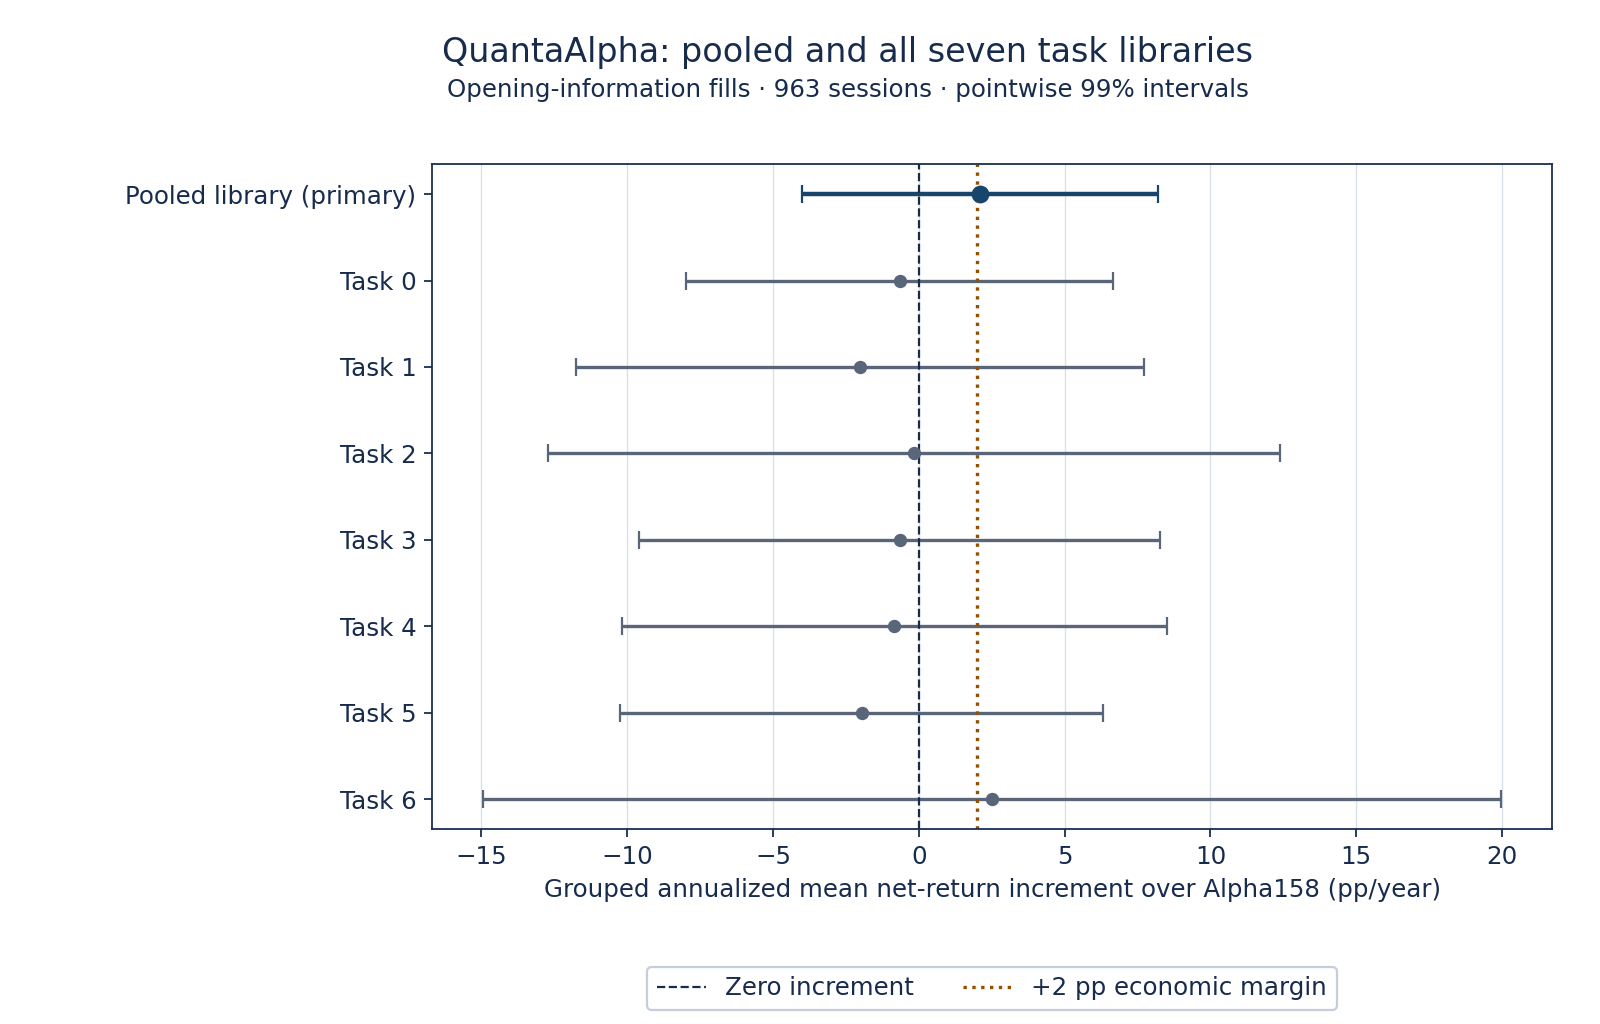 QuantaAlpha: pooled and all seven task libraries
Opening-information fills · 963 sessions · pointwise 99% intervals
Pooled library (primary)
Task 0
Task 1
Task 2
Task 3
Task 4
Task 5
Task 6
−15 −10 −5 0 5 10 15 20
Grouped annualized mean net-return increment over Alpha158 (pp/year)
Zero increment +2 pp economic margin